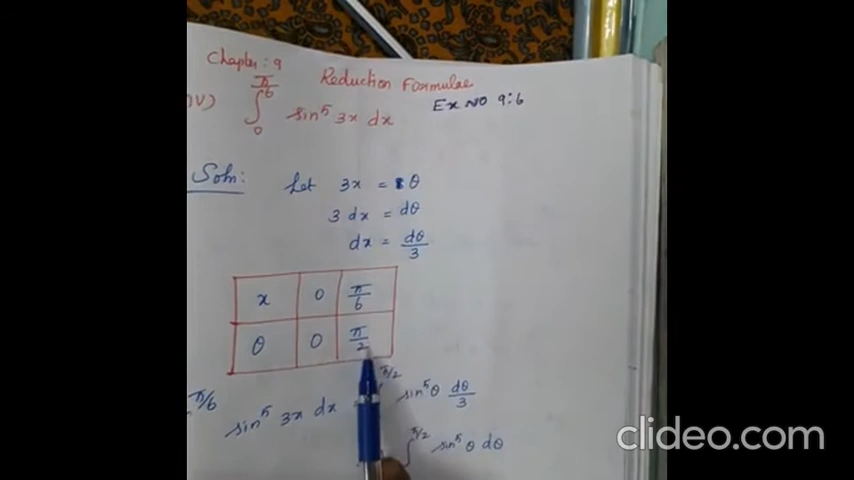 Chapter: 9
Reduction Formulae
Ex NO 9:6
V) ∫₀^(π/6) sin⁵ 3x dx
Soln: Let 3x = θ
3 dx = dθ
dx = dθ/3
x 0 π/6
θ 0 π/2
π/6 sin⁵ 3x dx π/2 sin⁵θ dθ/3
∫^(π/2) sin⁵ θ dθ
clideo.com